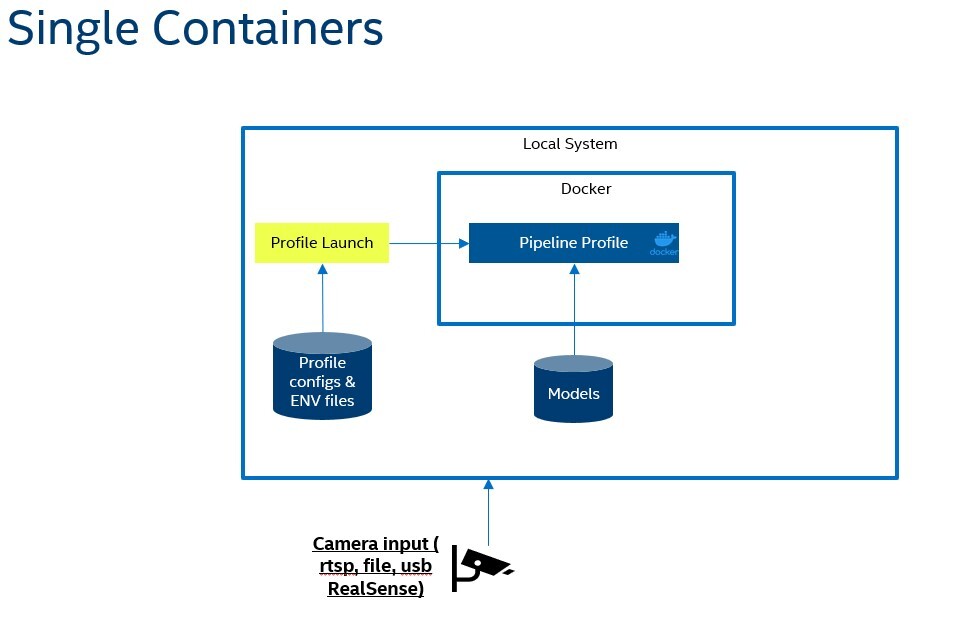 Single Containers
Local System
Docker
Profile Launch
Pipeline Profile
docker
Profile
configs &
ENV files
Models
Camera input (
rtsp, file, usb
RealSense)